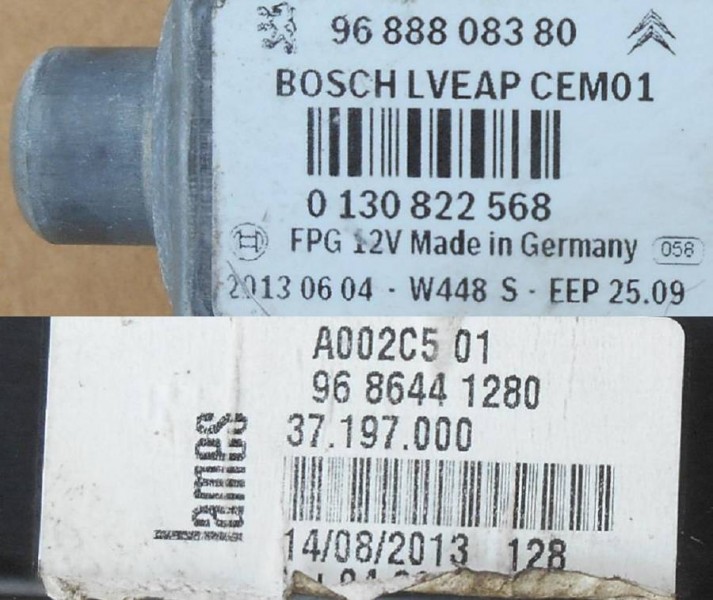 96 888 083 80
BOSCH LVEAP CEM01
0 130 822 568
FPG 12V Made in Germany 058
2013 06 04 - W448 S - EEP 25.09
A002C5 01
96 8644 1280
37.197.000
lames
14/08/2013 128